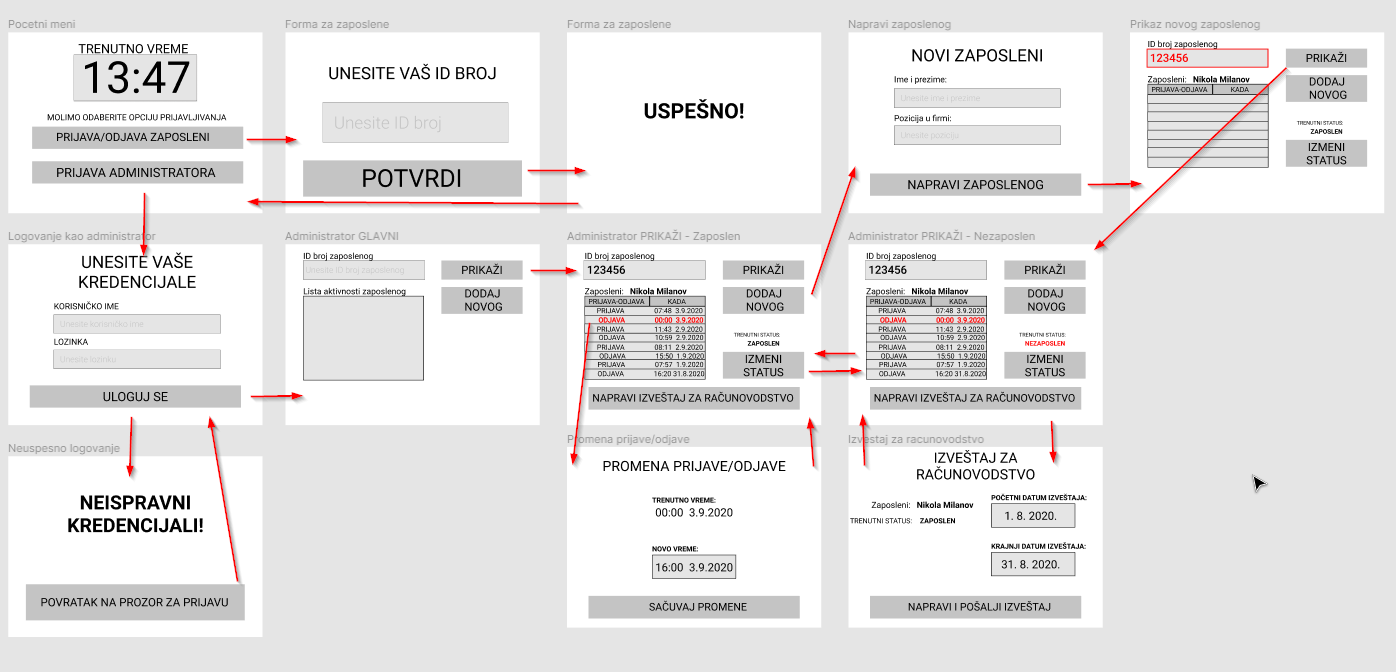 Pocetni meni
TRENUTNO VREME
13:47
MOLIMO ODABERITE OPCIJU PRIJAVLJIVANJA
PRIJAVA/ODJAVA ZAPOSLENI
PRIJAVA ADMINISTRATORA
Forma za zaposlene
UNESITE VAŠ ID BROJ
Unesite ID broj
POTVRDI
Forma za zaposlene
USPEŠNO!
Napravi zaposlenog
NOVI ZAPOSLENI
Ime i prezime:
Unesite ime i prezime
Pozicija u firmi:
Unesite poziciju
NAPRAVI ZAPOSLENOG
Prikaz novog zaposlenog
ID broj zaposlenog
123456
PRIKAŽI
Zaposleni: Nikola Milanov
DODAJ
NOVOG
PRIJAVA-ODJAVA KADA
TRENUTNI STATUS:
ZAPOSLEN
IZMENI
STATUS
Logovanje kao administrator
UNESITE VAŠE
KREDENCIJALE
KORISNIČKO IME
Unesite korisničko ime
LOZINKA
Unesite lozinku
ULOGUJ SE
Administrator GLAVNI
ID broj zaposlenog
Unesite ID broj zaposlenog
PRIKAŽI
Lista aktivnosti zaposlenog
DODAJ
NOVOG
Administrator PRIKAŽI - Zaposlen
ID broj zaposlenog
123456
PRIKAŽI
Zaposleni: Nikola Milanov
DODAJ
NOVOG
PRIJAVA-ODJAVA KADA
PRIJAVA 07:48 3.9.2020
ODJAVA 00:00 3.9.2020
PRIJAVA 11:43 2.9.2020
ODJAVA 10:59 2.9.2020
PRIJAVA 08:11 2.9.2020
ODJAVA 15:50 1.9.2020
PRIJAVA 07:57 1.9.2020
ODJAVA 16:20 31.8.2020
TRENUTNI STATUS:
ZAPOSLEN
IZMENI
STATUS
NAPRAVI IZVEŠTAJ ZA RAČUNOVODSTVO
Administrator PRIKAŽI - Nezaposlen
ID broj zaposlenog
123456
PRIKAŽI
Zaposleni: Nikola Milanov
DODAJ
NOVOG
PRIJAVA-ODJAVA KADA
PRIJAVA 07:48 3.9.2020
ODJAVA 00:00 3.9.2020
PRIJAVA 11:43 2.9.2020
ODJAVA 10:59 2.9.2020
PRIJAVA 08:11 2.9.2020
ODJAVA 15:50 1.9.2020
PRIJAVA 07:57 1.9.2020
ODJAVA 16:20 31.8.2020
TRENUTNI STATUS:
NEZAPOSLEN
IZMENI
STATUS
NAPRAVI IZVEŠTAJ ZA RAČUNOVODSTVO
Neuspesno logovanje
NEISPRAVNI
KREDENCIJALI!
POVRATAK NA PROZOR ZA PRIJAVU
Promena prijave/odjave
PROMENA PRIJAVE/ODJAVE
TRENUTNO VREME:
00:00 3.9.2020
NOVO VREME:
16:00 3.9.2020
SAČUVAJ PROMENE
Izvestaj za racunovodstvo
IZVEŠTAJ ZA
RAČUNOVODSTVO
Zaposleni: Nikola Milanov
TRENUTNI STATUS: ZAPOSLEN
POČETNI DATUM IZVEŠTAJA:
1. 8. 2020.
KRAJNJI DATUM IZVEŠTAJA:
31. 8. 2020.
NAPRAVI I POŠALJI IZVEŠTAJ